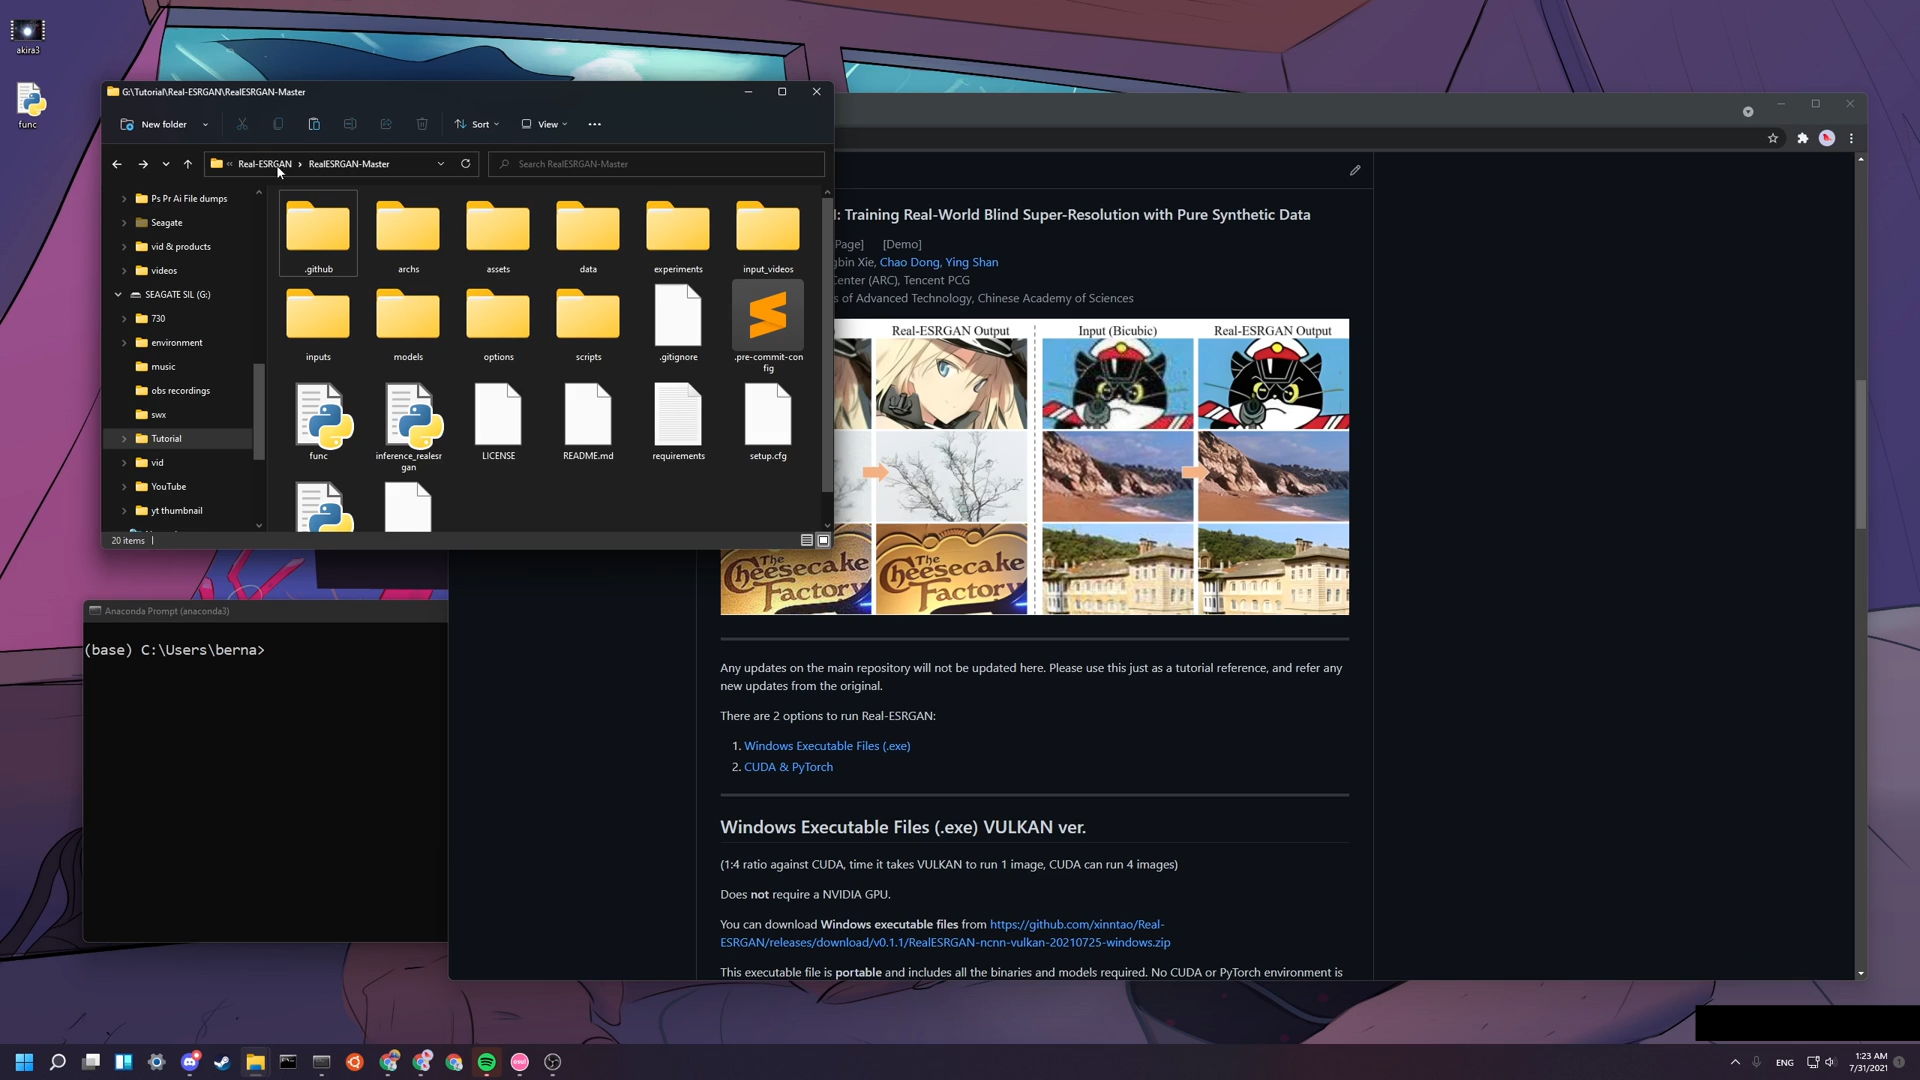 akira3
func
G:\Tutorial\Real-ESRGAN\RealESRGAN-Master
New folder
Sort
View
Real-ESRGAN › RealESRGAN-Master
Search RealESRGAN-Master
Ps Pr Ai File dumps
Seagate
vid & products
videos
SEAGATE SIL (G:)
730
environment
music
obs recordings
swx
Tutorial
vid
YouTube
yt thumbnail
.github
archs
assets
data
experiments
input_videos
inputs
models
options
scripts
.gitignore
.pre-commit-con
fig
func
inference_realesr
gan
LICENSE
README.md
requirements
setup.cfg
20 items
: Training Real-World Blind Super-Resolution with Pure Synthetic Data
Page] [Demo]
gbin Xie, Chao Dong, Ying Shan
Center (ARC), Tencent PCG
s of Advanced Technology, Chinese Academy of Sciences
Real-ESRGAN Output
Input (Bicubic)
Real-ESRGAN Output
The Cheesecake Factory
The Cheesecake Factory
Any updates on the main repository will not be updated here. Please use this just as a tutorial reference, and refer any
new updates from the original.
There are 2 options to run Real-ESRGAN:
1. Windows Executable Files (.exe)
2. CUDA & PyTorch
Windows Executable Files (.exe) VULKAN ver.
(1:4 ratio against CUDA, time it takes VULKAN to run 1 image, CUDA can run 4 images)
Does not require a NVIDIA GPU.
You can download Windows executable files from https://github.com/xinntao/Real-
ESRGAN/releases/download/v0.1.1/RealESRGAN-ncnn-vulkan-20210725-windows.zip
This executable file is portable and includes all the binaries and models required. No CUDA or PyTorch environment is
Anaconda Prompt (anaconda3)
(base) C:\Users\berna>
osu!
ENG
1:23 AM
7/31/2021